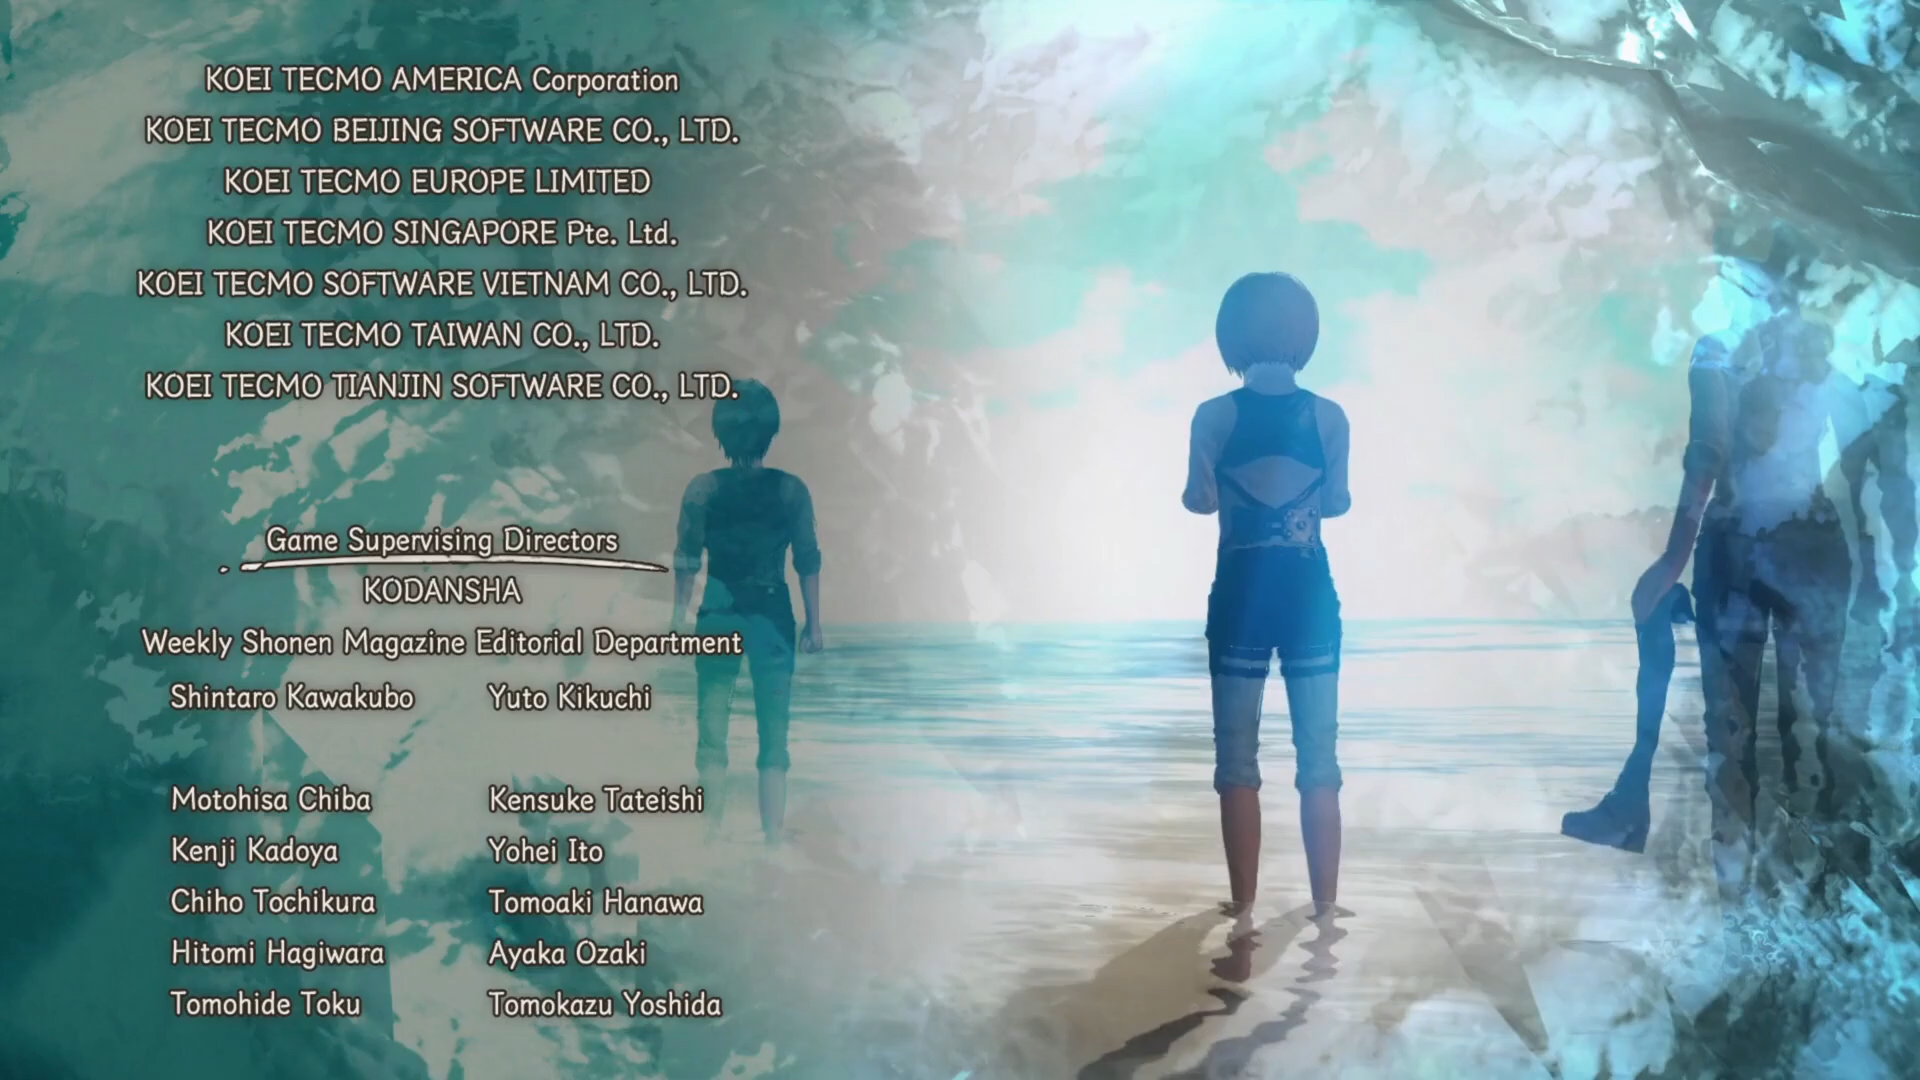 KOEI TECMO AMERICA Corporation
KOEI TECMO BEIJING SOFTWARE CO., LTD.
KOEI TECMO EUROPE LIMITED
KOEI TECMO SINGAPORE Pte. Ltd.
KOEI TECMO SOFTWARE VIETNAM CO., LTD.
KOEI TECMO TAIWAN CO., LTD.
KOEI TECMO TIANJIN SOFTWARE CO., LTD.
Game Supervising Directors
KODANSHA
Weekly Shonen Magazine Editorial Department
Shintaro Kawakubo Yuto Kikuchi
Motohisa Chiba Kensuke Tateishi
Kenji Kadoya Yohei Ito
Chiho Tochikura Tomoaki Hanawa
Hitomi Hagiwara Ayaka Ozaki
Tomohide Toku Tomokazu Yoshida